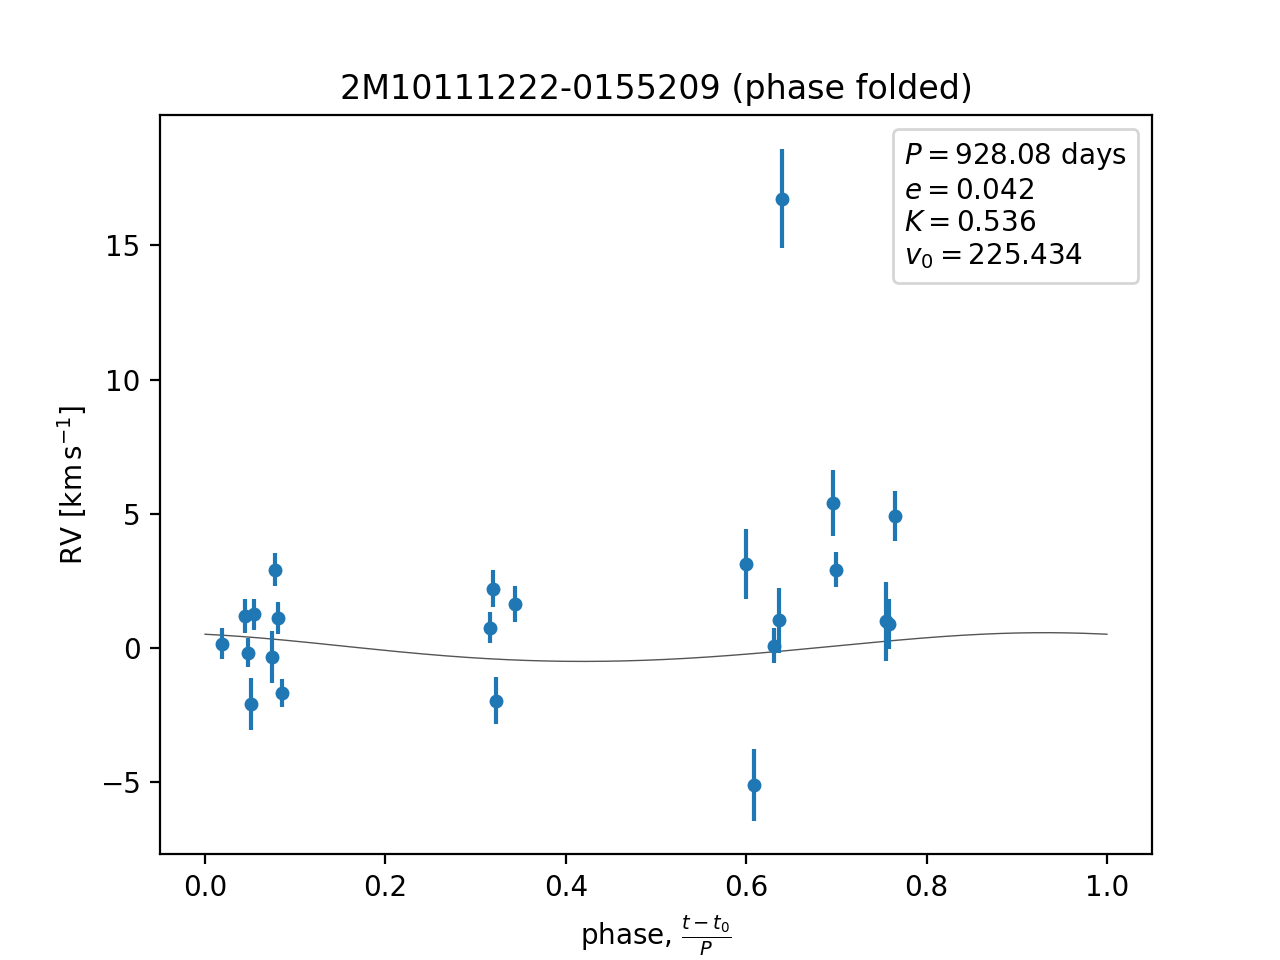 2M10111222-0155209 (phase folded)
P = 928.08 days
e = 0.042
K = 0.536
v₀ = 225.434
RV [km s⁻¹]
15
10
5
0
−5
0.0 0.2 0.4 0.6 0.8 1.0
phase, (t − t₀)/P